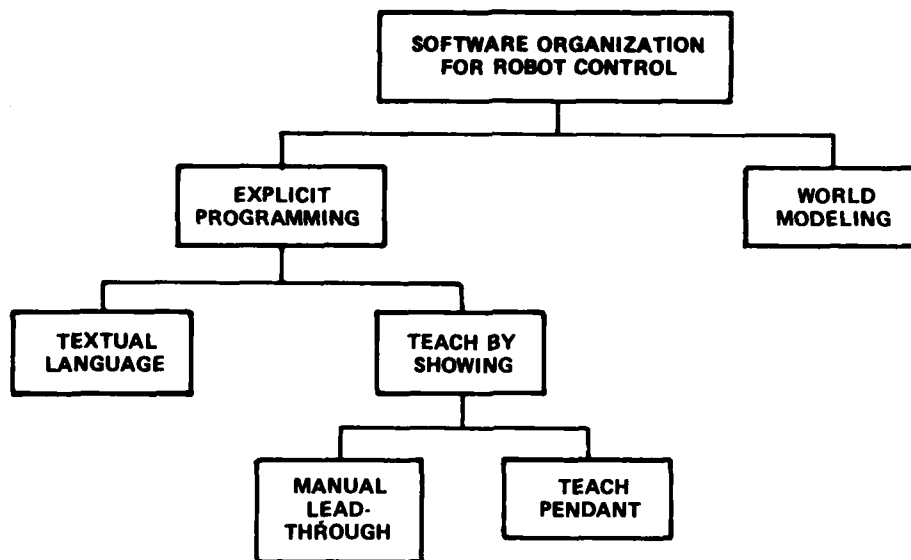 SOFTWARE ORGANIZATION
FOR ROBOT CONTROL
EXPLICIT
PROGRAMMING
WORLD
MODELING
TEXTUAL
LANGUAGE
TEACH BY
SHOWING
MANUAL
LEAD-
THROUGH
TEACH
PENDANT